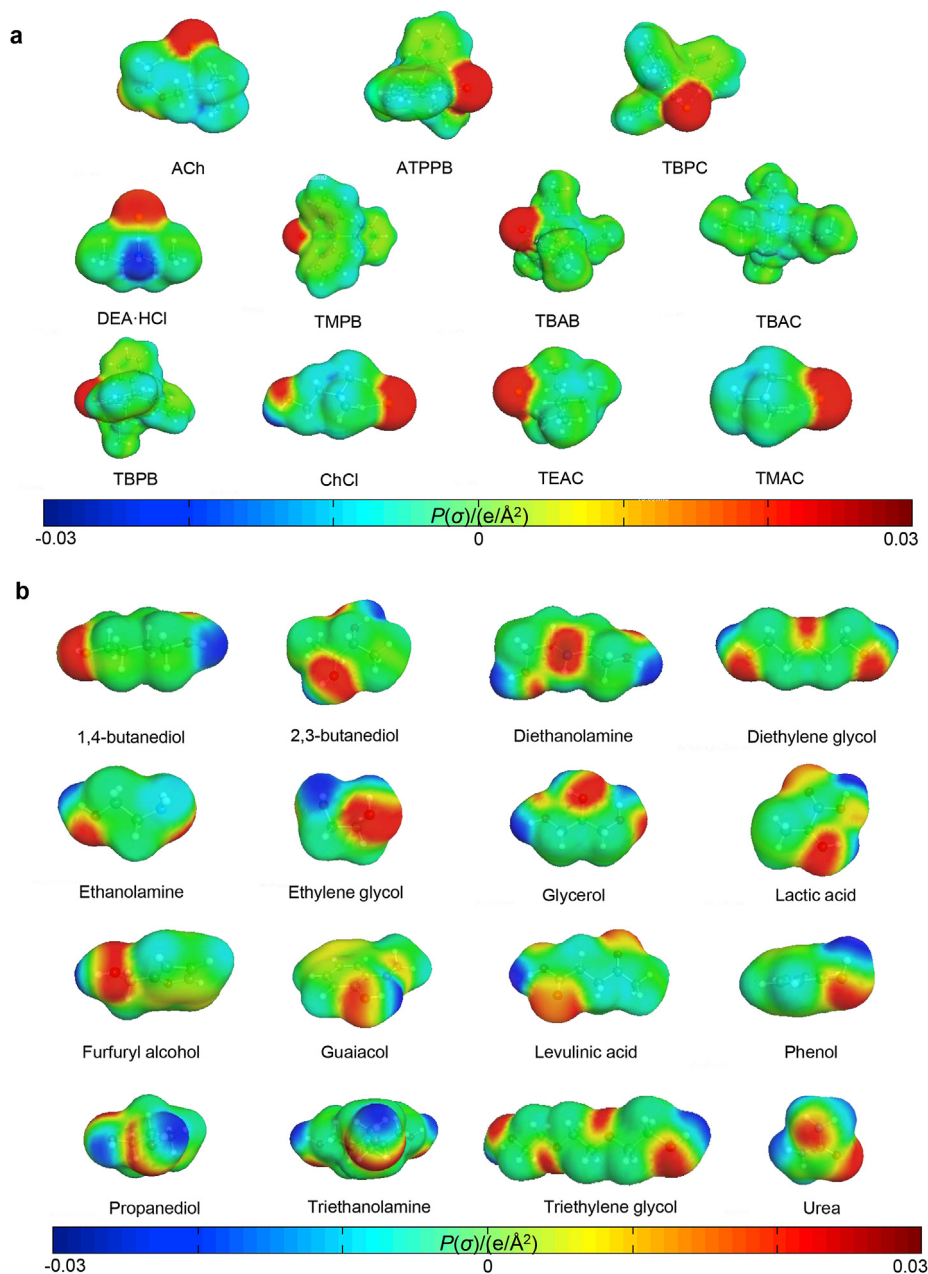 a
ACh ATPPB TBPC
DEA·HCl TMPB TBAB TBAC
TBPB ChCl TEAC TMAC
P(σ)/(e/Å²)
-0.03 0 0.03
b
1,4-butanediol 2,3-butanediol Diethanolamine Diethylene glycol
Ethanolamine Ethylene glycol Glycerol Lactic acid
Furfuryl alcohol Guaiacol Levulinic acid Phenol
Propanediol Triethanolamine Triethylene glycol Urea
P(σ)/(e/Å²)
-0.03 0 0.03